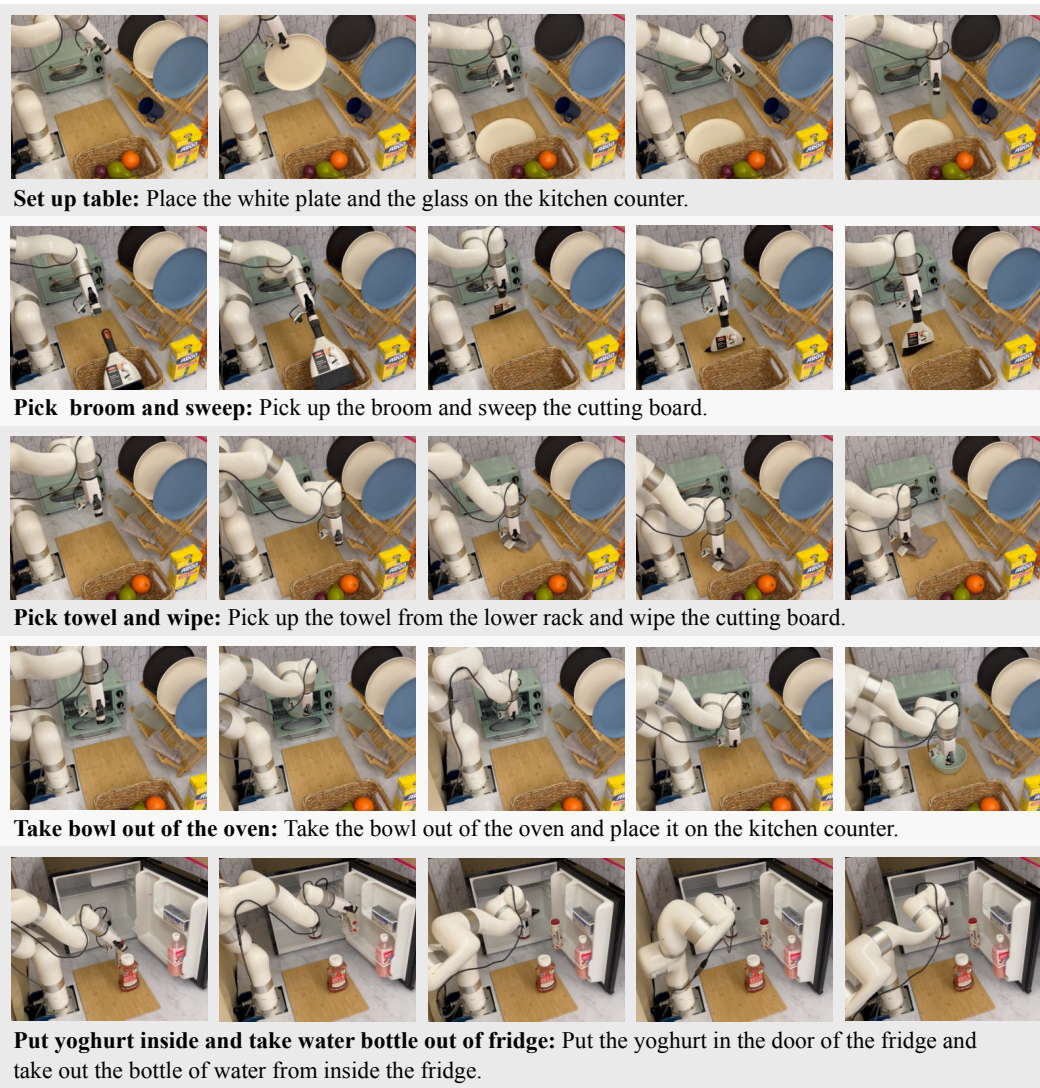 Set up table: Place the white plate and the glass on the kitchen counter.
Pick broom and sweep: Pick up the broom and sweep the cutting board.
Pick towel and wipe: Pick up the towel from the lower rack and wipe the cutting board.
Take bowl out of the oven: Take the bowl out of the oven and place it on the kitchen counter.
Put yoghurt inside and take water bottle out of fridge: Put the yoghurt in the door of the fridge and
take out the bottle of water from inside the fridge.